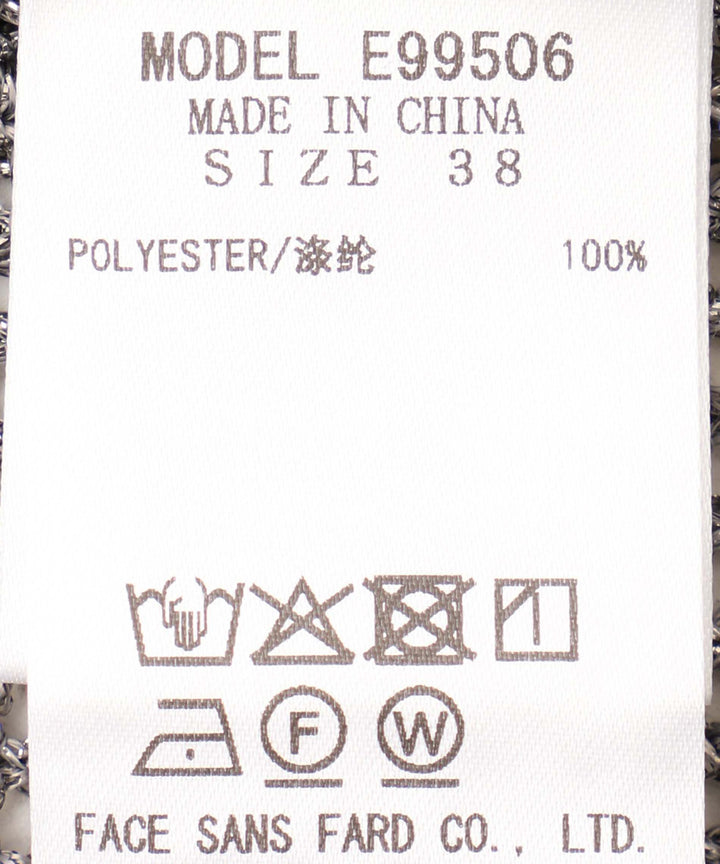 MODEL E99506
MADE IN CHINA
SIZE 38
POLYESTER/涤纶 100%
F W
FACE SANS FARD CO., LTD.